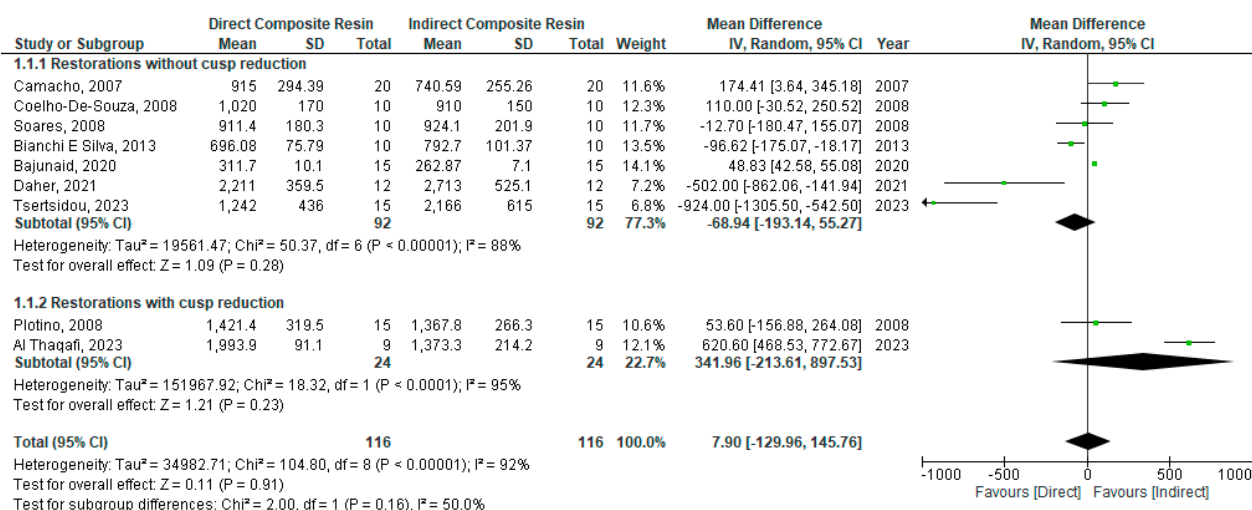 Direct Composite Resin Indirect Composite Resin Mean Difference Mean Difference
Study or Subgroup Mean SD Total Mean SD Total Weight IV, Random, 95% CI Year IV, Random, 95% CI
1.1.1 Restorations without cusp reduction
Camacho, 2007 915 294.39 20 740.59 255.26 20 11.6% 174.41 [3.64, 345.18] 2007
Coelho-De-Souza, 2008 1,020 170 10 910 150 10 12.3% 110.00 [-30.52, 250.52] 2008
Soares, 2008 911.4 180.3 10 924.1 201.9 10 11.7% -12.70 [-180.47, 155.07] 2008
Bianchi E Silva, 2013 696.08 75.79 10 792.7 101.37 10 13.5% -96.62 [-175.07, -18.17] 2013
Bajunaid, 2020 311.7 10.1 15 262.87 7.1 15 14.1% 48.83 [42.58, 55.08] 2020
Daher, 2021 2,211 359.5 12 2,713 525.1 12 7.2% -502.00 [-862.06, -141.94] 2021
Tsertsidou, 2023 1,242 436 15 2,166 615 15 6.8% -924.00 [-1305.50, -542.50] 2023
Subtotal (95% CI) 92 92 77.3% -68.94 [-193.14, 55.27]
Heterogeneity: Tau² = 19561.47; Chi² = 50.37, df = 6 (P < 0.00001); I² = 88%
Test for overall effect: Z = 1.09 (P = 0.28)
1.1.2 Restorations with cusp reduction
Plotino, 2008 1,421.4 319.5 15 1,367.8 266.3 15 10.6% 53.60 [-156.88, 264.08] 2008
Al Thaqafi, 2023 1,993.9 91.1 9 1,373.3 214.2 9 12.1% 620.60 [468.53, 772.67] 2023
Subtotal (95% CI) 24 24 22.7% 341.96 [-213.61, 897.53]
Heterogeneity: Tau² = 151967.92; Chi² = 18.32, df = 1 (P < 0.0001); I² = 95%
Test for overall effect: Z = 1.21 (P = 0.23)
Total (95% CI) 116 116 100.0% 7.90 [-129.96, 145.76]
Heterogeneity: Tau² = 34982.71; Chi² = 104.80, df = 8 (P < 0.00001); I² = 92%
Test for overall effect: Z = 0.11 (P = 0.91)
Test for subgroup differences: Chi² = 2.00, df = 1 (P = 0.16), I² = 50.0%
-1000 -500 0 500 1000
Favours [Direct] Favours [Indirect]